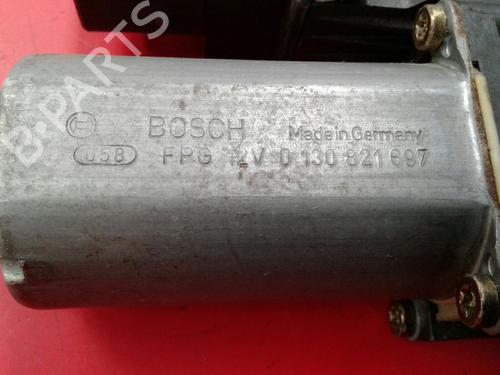 B-PARTS
BOSCH Made in Germany
058 FPG 12V 0 130 821 697